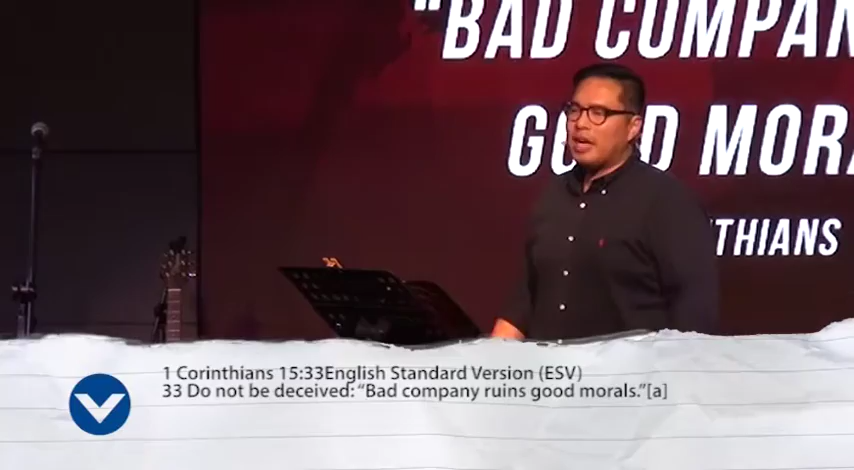 "BAD COMPAN
GOOD MORA
THIANS
1 Corinthians 15:33English Standard Version (ESV)
33 Do not be deceived: “Bad company ruins good morals.”[a]